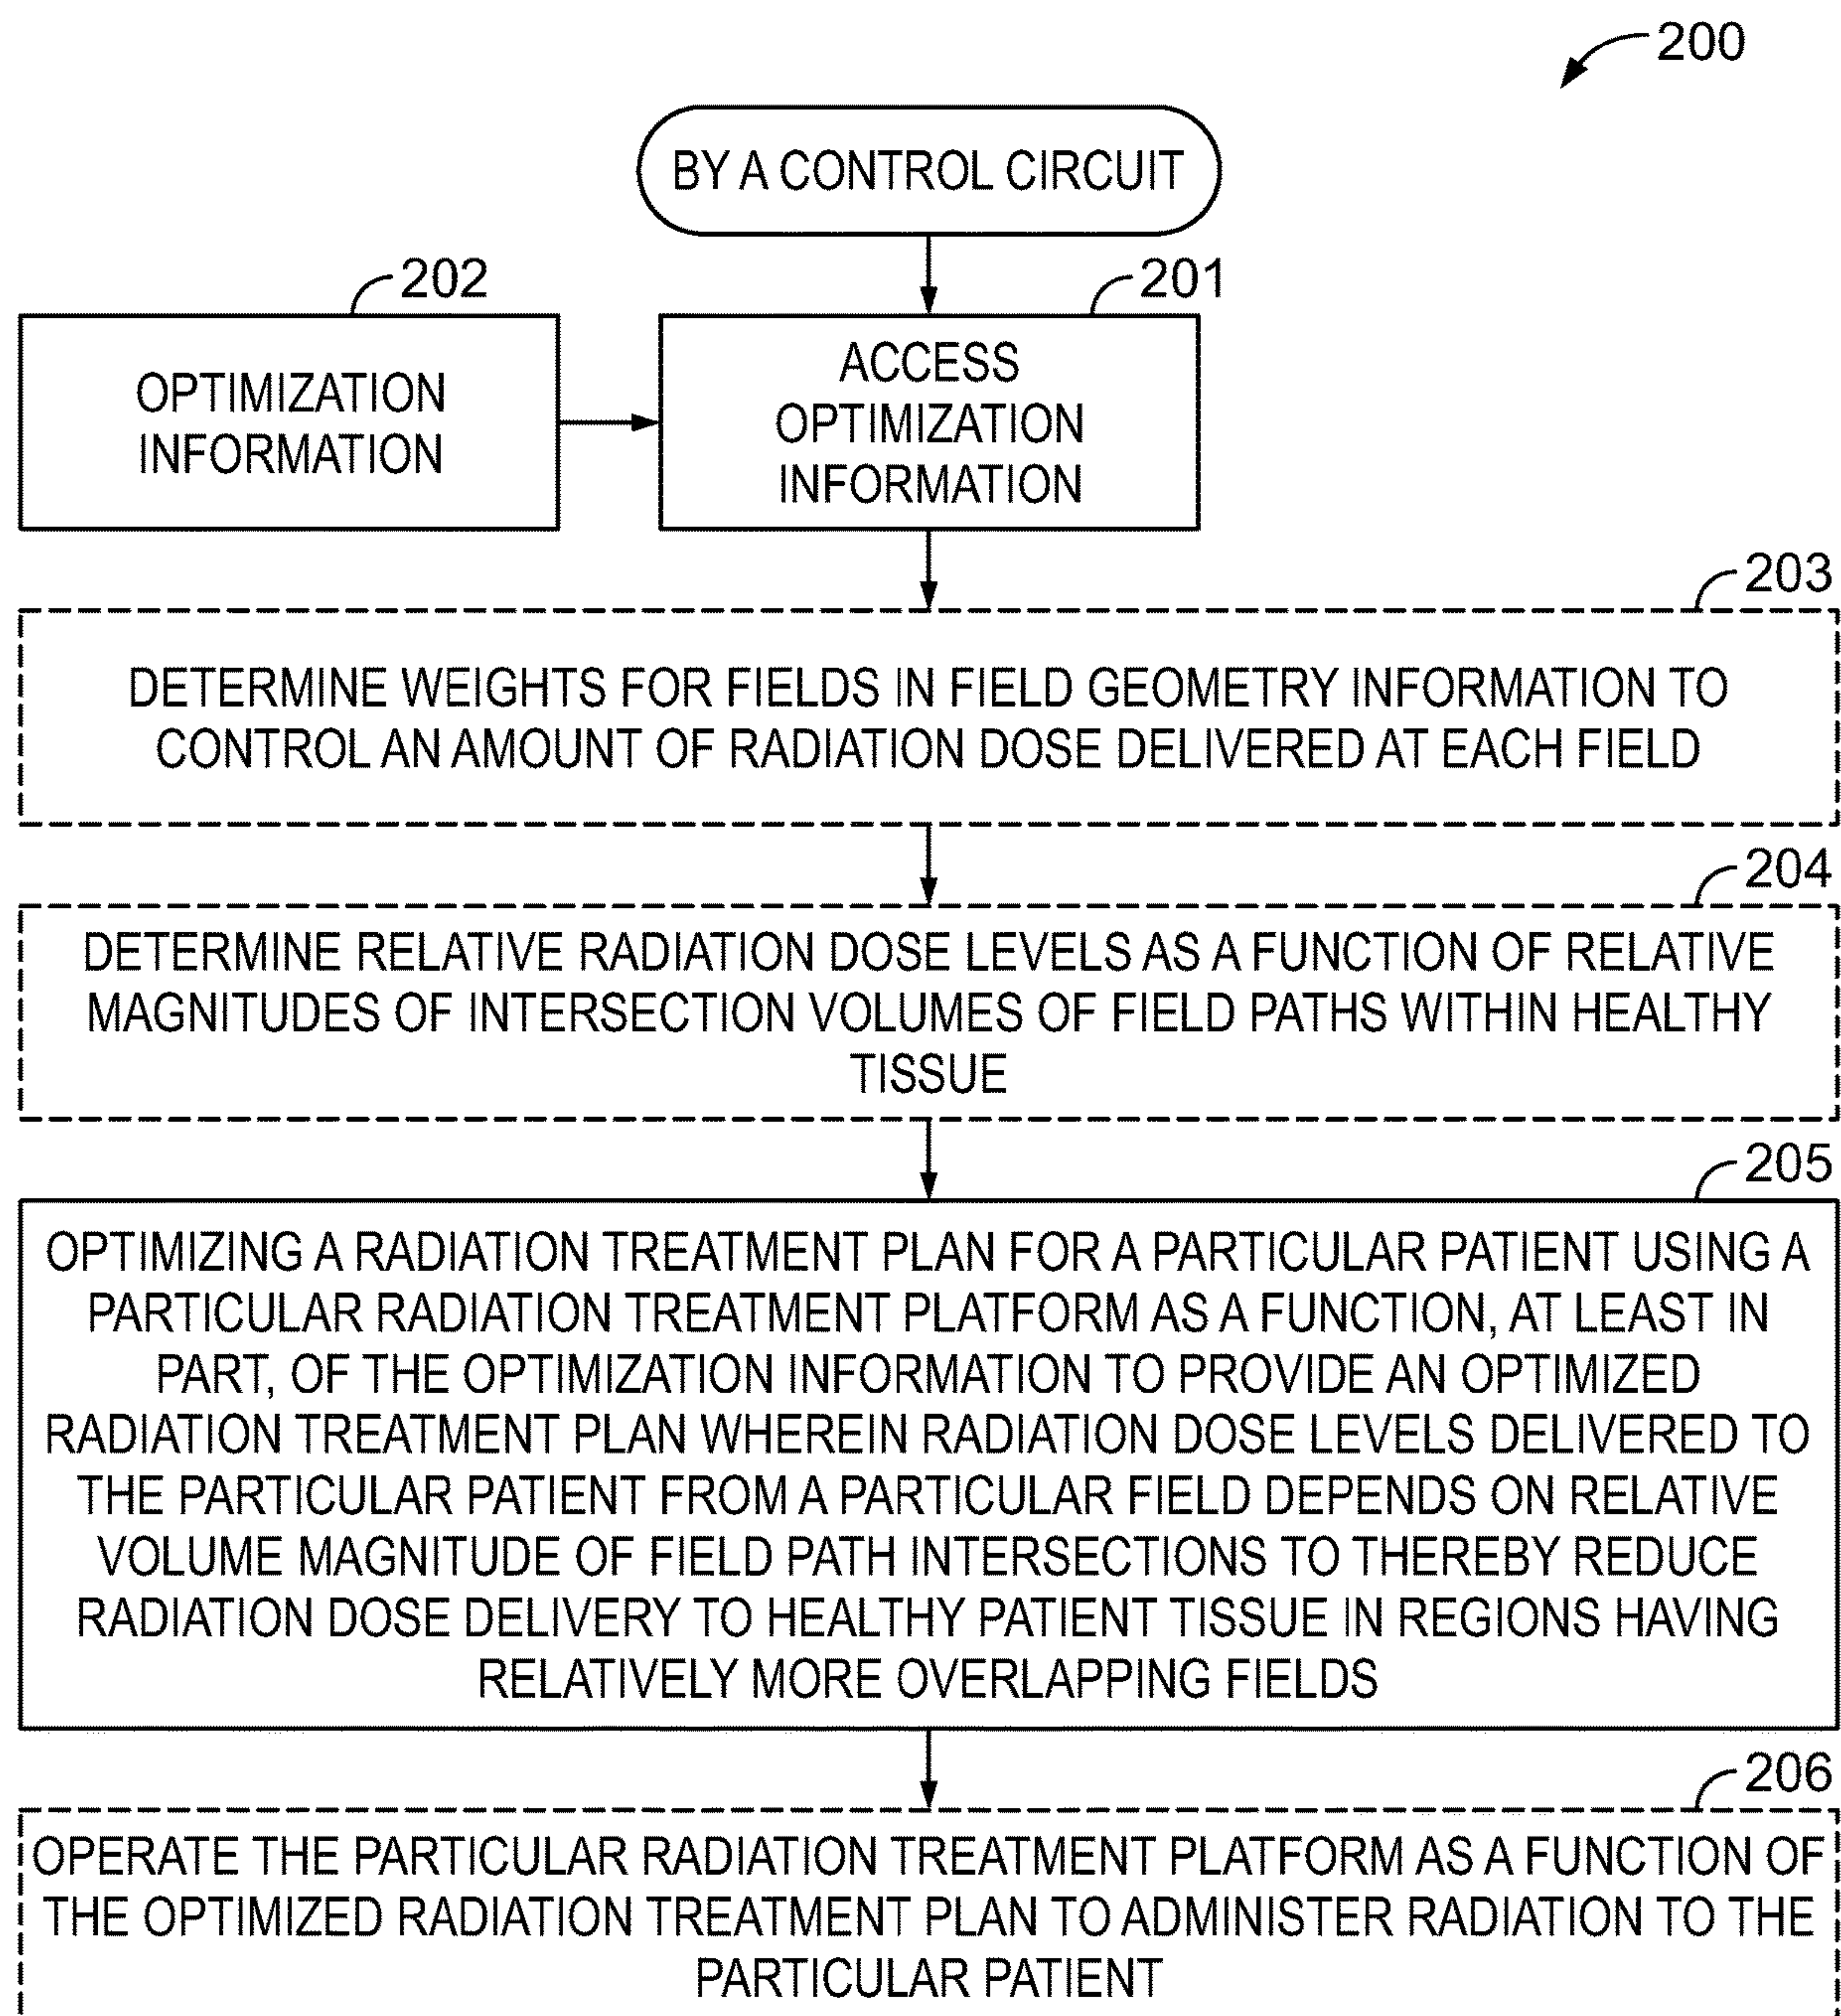 200
BY A CONTROL CIRCUIT
202
201
OPTIMIZATION
INFORMATION
ACCESS
OPTIMIZATION
INFORMATION
203
DETERMINE WEIGHTS FOR FIELDS IN FIELD GEOMETRY INFORMATION TO
CONTROL AN AMOUNT OF RADIATION DOSE DELIVERED AT EACH FIELD
204
DETERMINE RELATIVE RADIATION DOSE LEVELS AS A FUNCTION OF RELATIVE
MAGNITUDES OF INTERSECTION VOLUMES OF FIELD PATHS WITHIN HEALTHY
TISSUE
205
OPTIMIZING A RADIATION TREATMENT PLAN FOR A PARTICULAR PATIENT USING A
PARTICULAR RADIATION TREATMENT PLATFORM AS A FUNCTION, AT LEAST IN
PART, OF THE OPTIMIZATION INFORMATION TO PROVIDE AN OPTIMIZED
RADIATION TREATMENT PLAN WHEREIN RADIATION DOSE LEVELS DELIVERED TO
THE PARTICULAR PATIENT FROM A PARTICULAR FIELD DEPENDS ON RELATIVE
VOLUME MAGNITUDE OF FIELD PATH INTERSECTIONS TO THEREBY REDUCE
RADIATION DOSE DELIVERY TO HEALTHY PATIENT TISSUE IN REGIONS HAVING
RELATIVELY MORE OVERLAPPING FIELDS
206
OPERATE THE PARTICULAR RADIATION TREATMENT PLATFORM AS A FUNCTION OF
THE OPTIMIZED RADIATION TREATMENT PLAN TO ADMINISTER RADIATION TO THE
PARTICULAR PATIENT